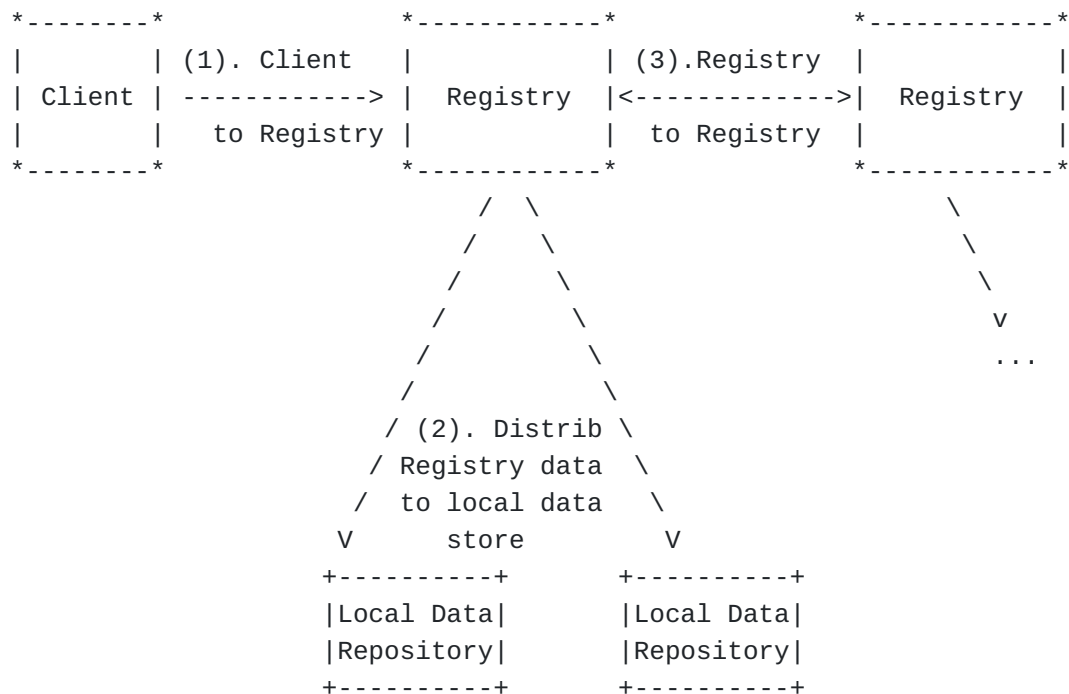 *--------*               *------------*               *------------*
|        | (1). Client   |            | (3).Registry  |            |
| Client | ------------> |  Registry  |<------------->|  Registry  |
|        |   to Registry |            |  to Registry  |            |
*--------*               *------------*               *------------*
/ \ \
/ \ \
/ \ \
/ \ v
/ \ ...
/ \
/ (2). Distrib \
/ Registry data \
/ to local data \
V store V
+----------+ +----------+
|Local Data| |Local Data|
|Repository| |Repository|
+----------+ +----------+